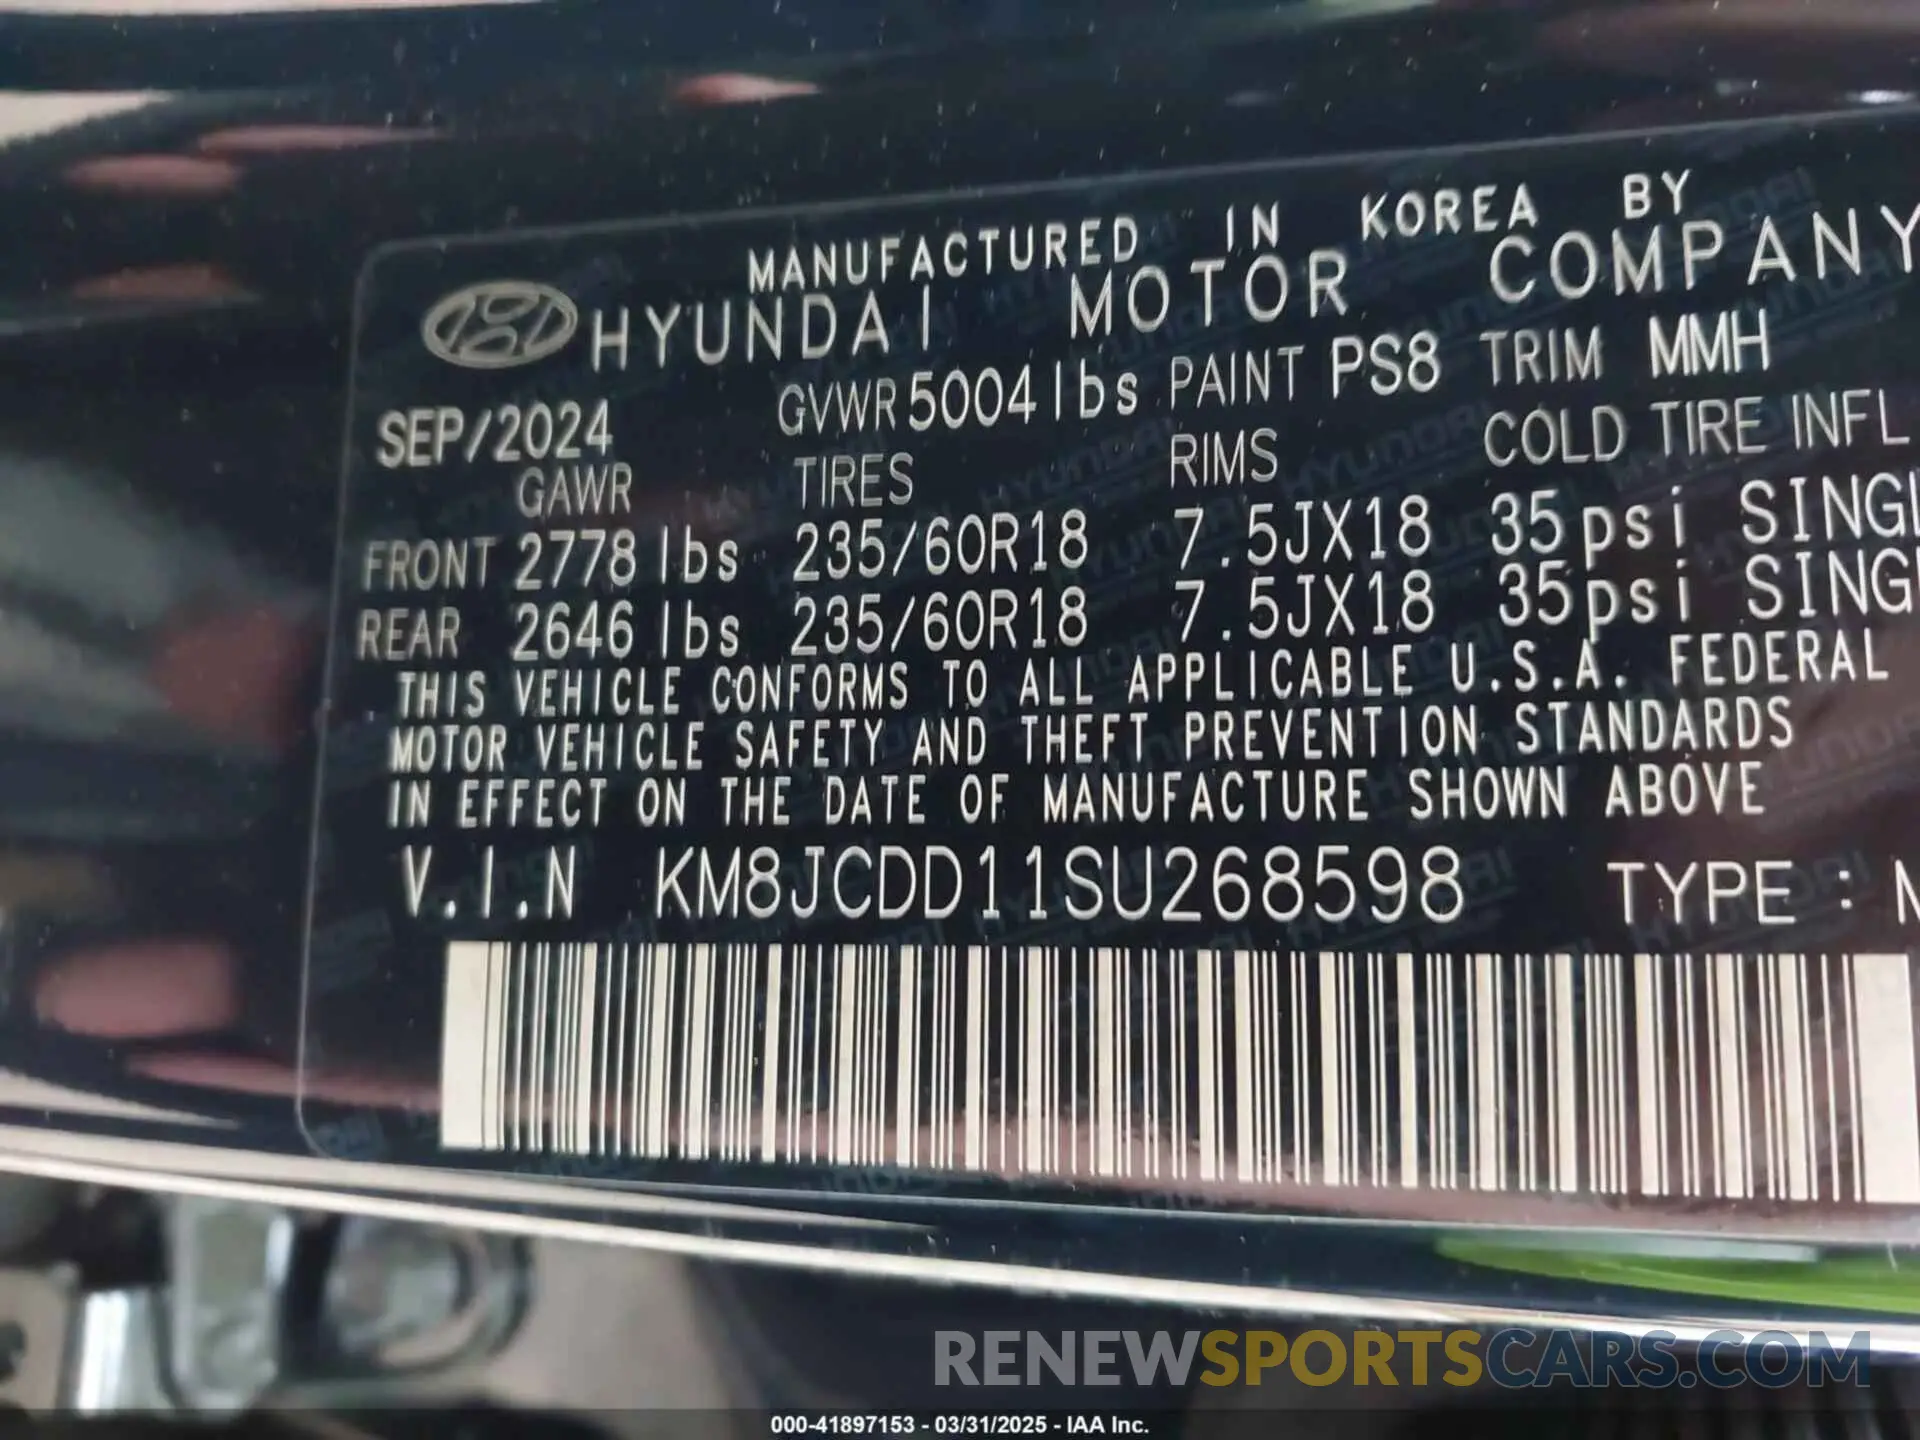 MANUFACTURED IN KOREA BY
HYUNDAI MOTOR COMPANY
SEP/2024 GVWR 5004 lbs PAINT PS8 TRIM MMH
GAWR TIRES RIMS COLD TIRE INFL
FRONT 2778 lbs 235/60R18 7.5JX18 35psi SINGL
REAR 2646 lbs 235/60R18 7.5JX18 35psi SINGL
THIS VEHICLE CONFORMS TO ALL APPLICABLE U.S.A. FEDERAL
MOTOR VEHICLE SAFETY AND THEFT PREVENTION STANDARDS
IN EFFECT ON THE DATE OF MANUFACTURE SHOWN ABOVE
V.I.N KM8JCDD11SU268598 TYPE :
RENEWSPORTSCARS.COM
000-41897153 - 03/31/2025 - IAA Inc.